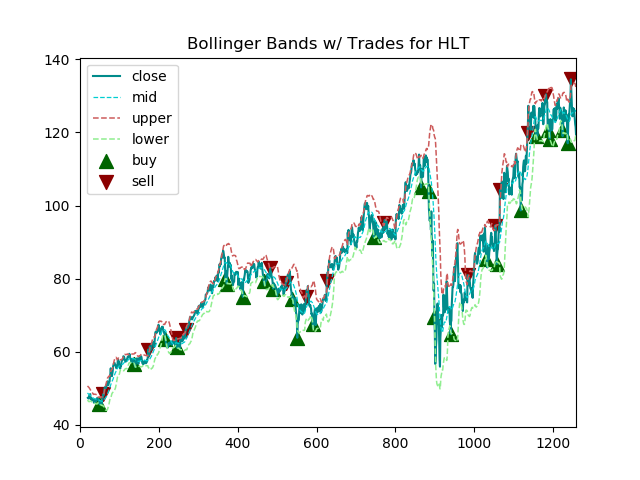 Bollinger Bands w/ Trades for HLT
140
120
100
80
60
40
close
mid
upper
lower
buy
sell
0 200 400 600 800 1000 1200